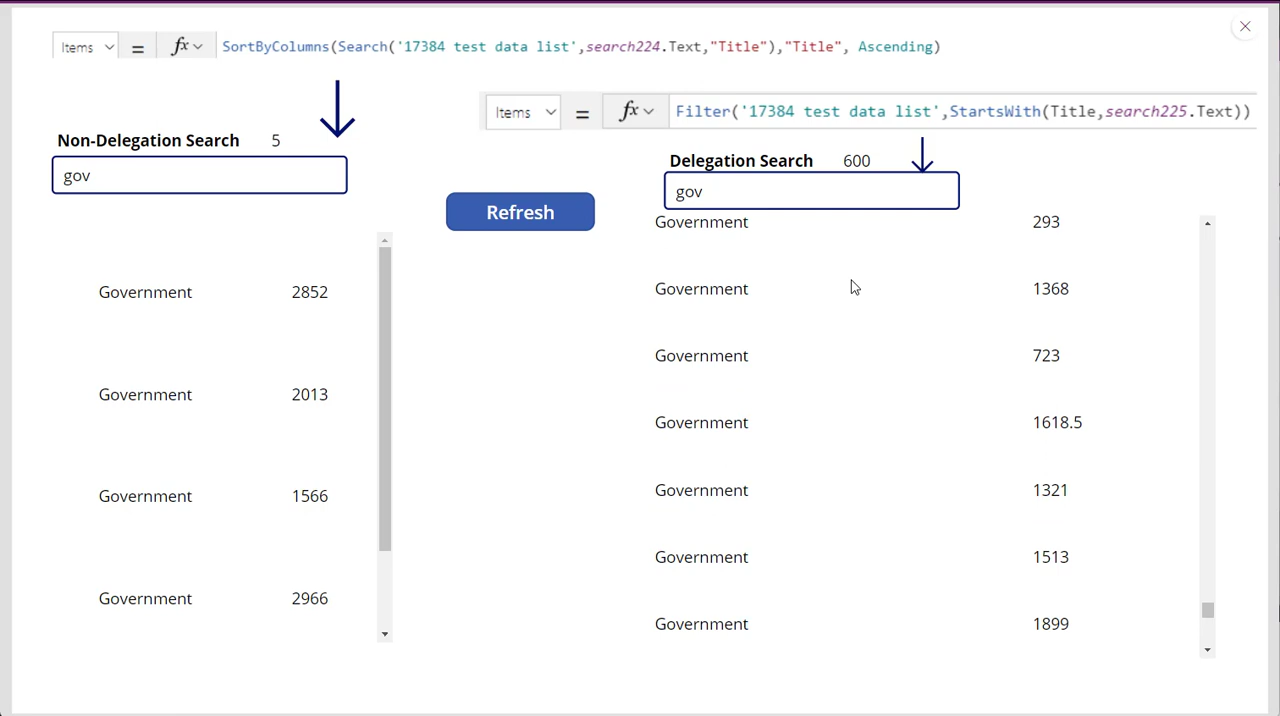 Items = fx SortByColumns(Search('17384 test data list',search224.Text,"Title"),"Title", Ascending)
Items = fx Filter('17384 test data list',StartsWith(Title,search225.Text))
Non-Delegation Search 5
gov
Government 2852
Government 2013
Government 1566
Government 2966
Refresh
Delegation Search 600
gov
Government 293
Government 1368
Government 723
Government 1618.5
Government 1321
Government 1513
Government 1899